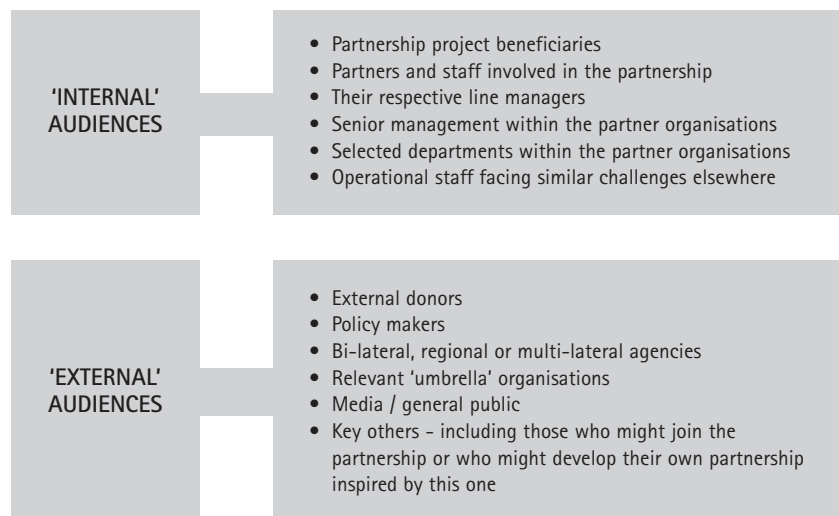 'INTERNAL'
AUDIENCES
• Partnership project beneficiaries
• Partners and staff involved in the partnership
• Their respective line managers
• Senior management within the partner organisations
• Selected departments within the partner organisations
• Operational staff facing similar challenges elsewhere
'EXTERNAL'
AUDIENCES
• External donors
• Policy makers
• Bi-lateral, regional or multi-lateral agencies
• Relevant 'umbrella' organisations
• Media / general public
• Key others - including those who might join the
partnership or who might develop their own partnership
inspired by this one